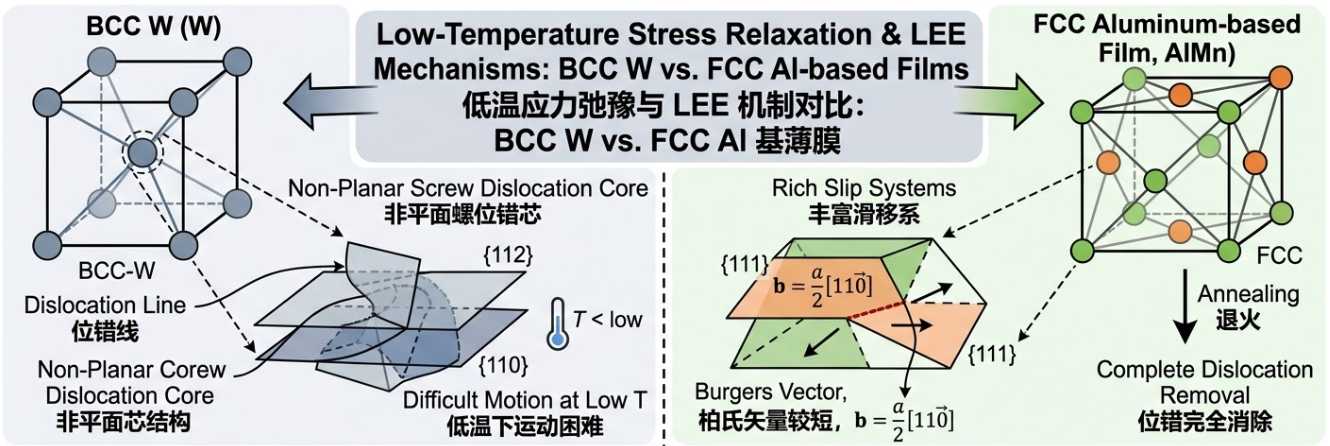 BCC W (W)
Low-Temperature Stress Relaxation & LEE
Mechanisms: BCC W vs. FCC Al-based Films
低温应力弛豫与 LEE 机制对比：
BCC W vs. FCC Al 基薄膜
FCC Aluminum-based
Film, AlMn)
BCC-W
Non-Planar Screw Dislocation Core
非平面螺位错芯
{112}
Dislocation Line
位错线
T < low
{110}
Non-Planar Corew
Dislocation Core
非平面芯结构
Difficult Motion at Low T
低温下运动困难
Rich Slip Systems
丰富滑移系
{111}
b = a/2 [110⃗]
{111}
Burgers Vector,
柏氏矢量较短，b = a/2 [110⃗]
FCC
Annealing
退火
Complete Dislocation
Removal
位错完全消除